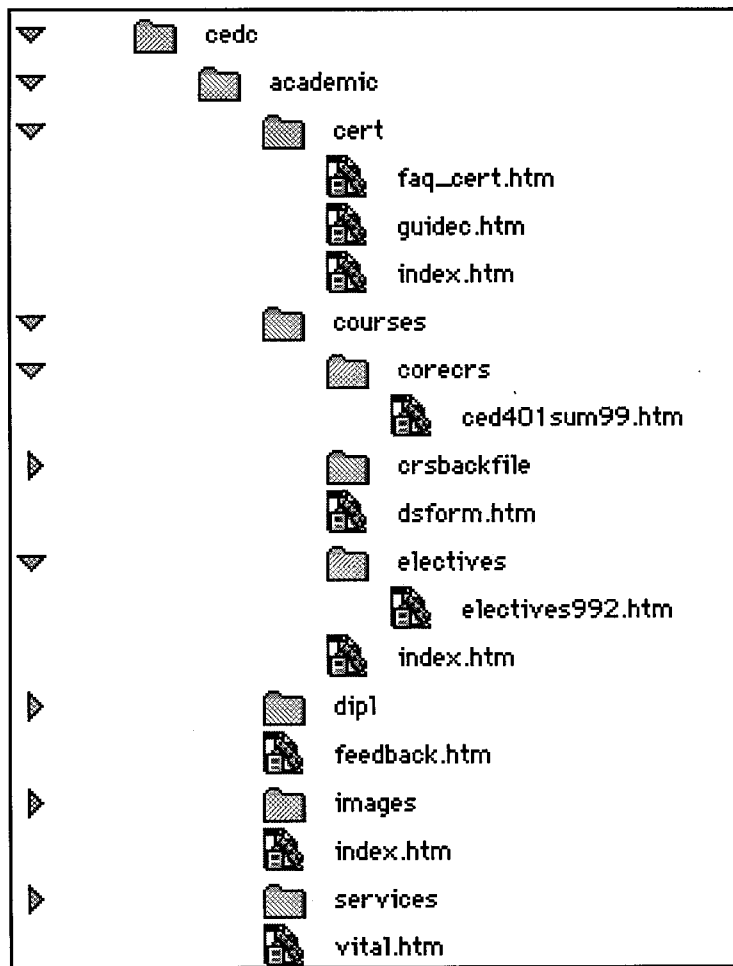 cedc
academic
cert
faq_cert.htm
guidec.htm
index.htm
courses
corecrs
ced401sum99.htm
crsbackfile
dsform.htm
electives
electives992.htm
index.htm
dipl
feedback.htm
images
index.htm
services
vital.htm